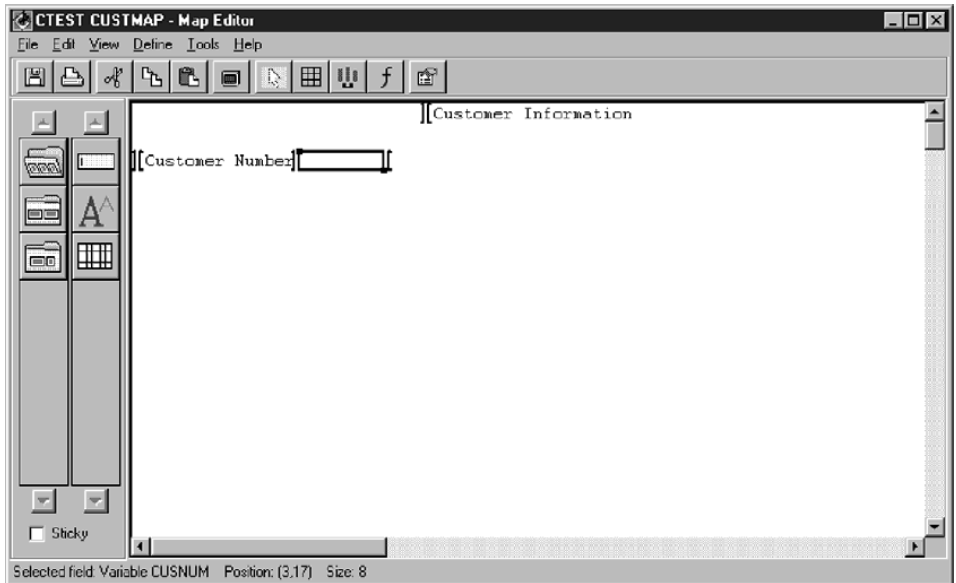 CTEST CUSTMAP - Map Editor
File Edit View Define Tools Help
][Customer Information
][Customer Number][
Sticky
Selected field: Variable CUSNUM Position: (3,17) Size: 8